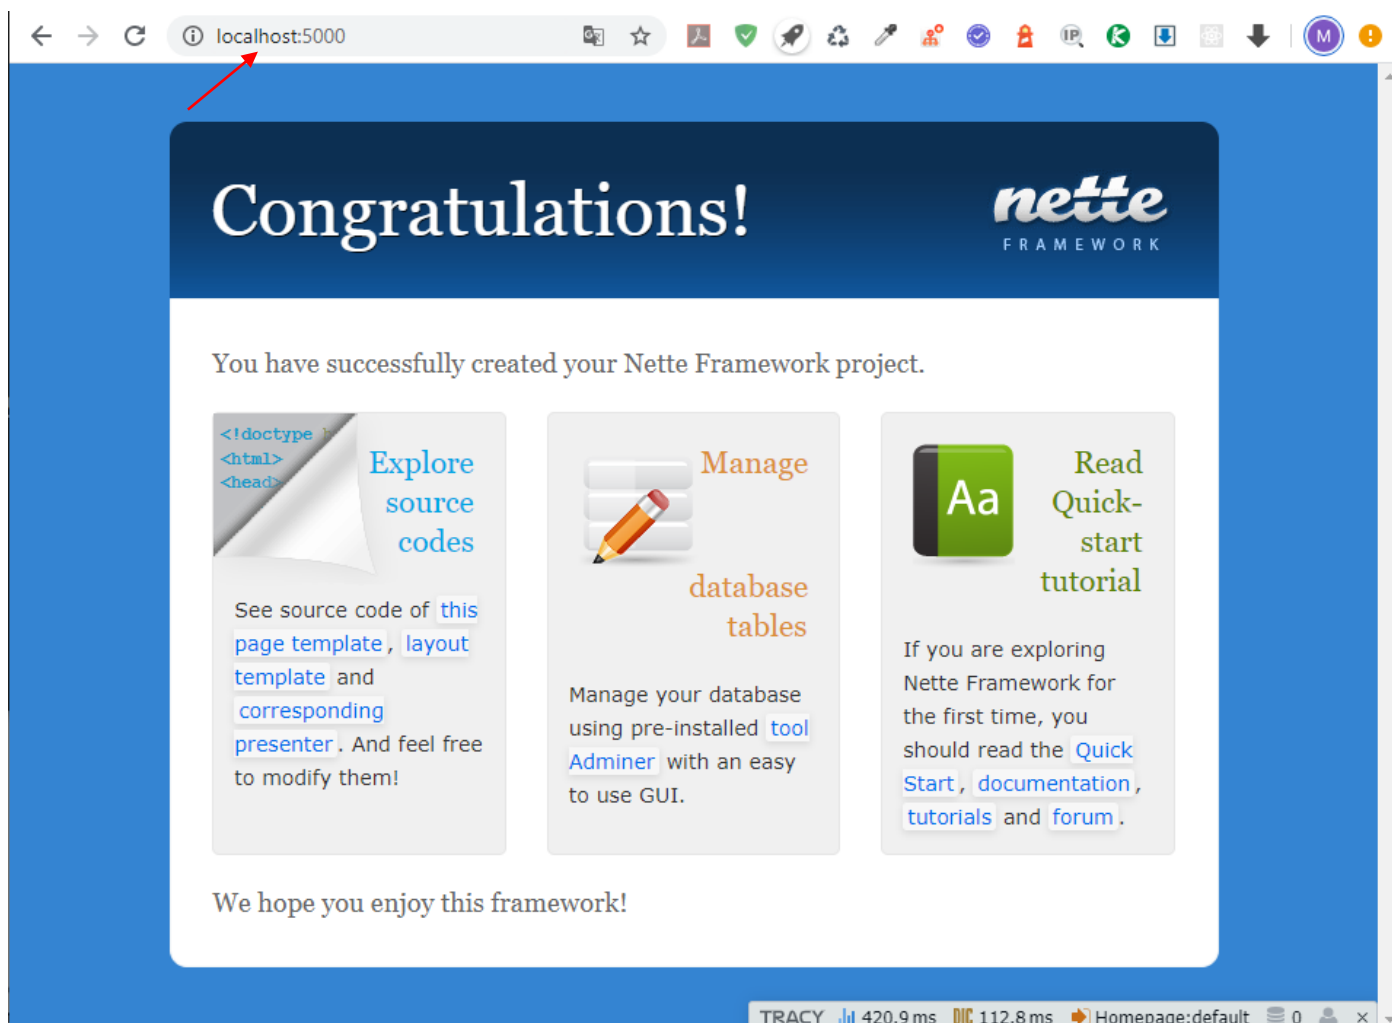 localhost:5000
M
Congratulations!
nette
FRAMEWORK
You have successfully created your Nette Framework project.
<!doctype
<html>
<head>
Explore
source
codes
See source code of this
page template, layout
template and
corresponding
presenter. And feel free
to modify them!
Manage
database
tables
Manage your database
using pre-installed tool
Adminer with an easy
to use GUI.
Aa
Read
Quick-
start
tutorial
If you are exploring
Nette Framework for
the first time, you
should read the Quick
Start, documentation,
tutorials and forum.
We hope you enjoy this framework!
TRACY 420.9 ms DIC 112.8 ms Homepage:default 0 x